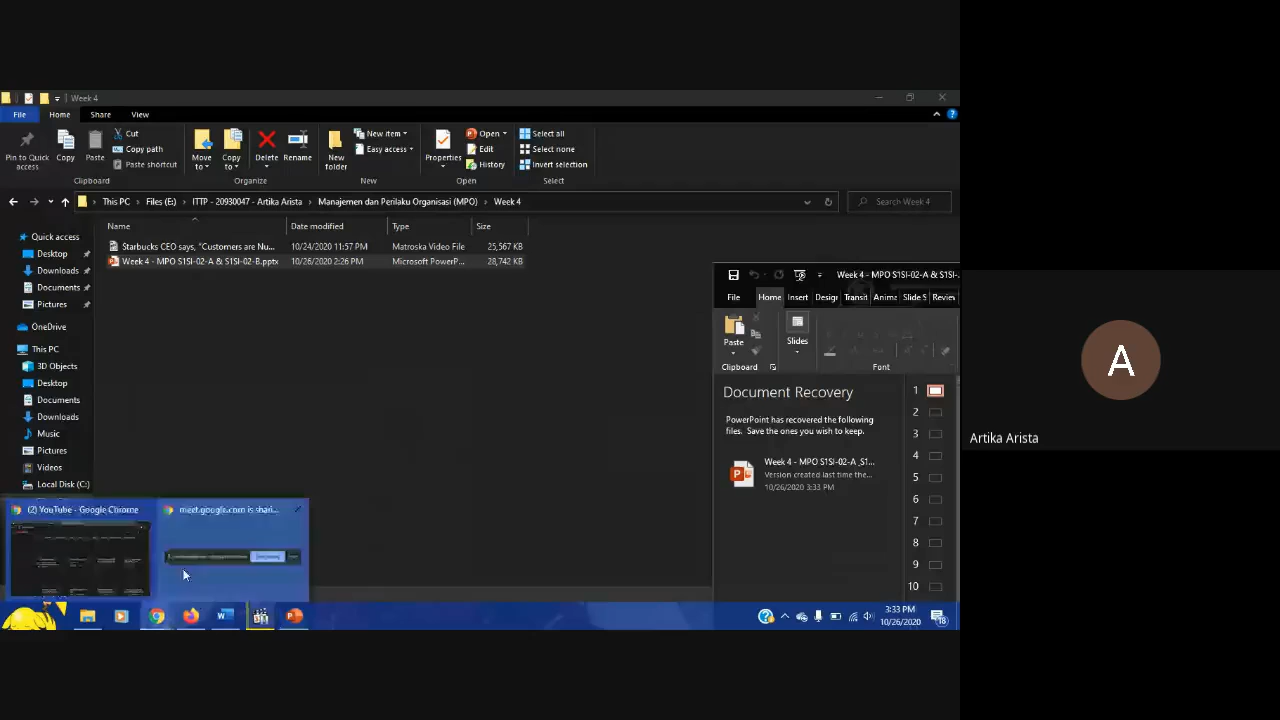 Week 4
File Home Share View
Pin to Quick access
Copy
Paste
Cut
Copy path
Paste shortcut
Clipboard
Move to
Copy to
Delete
Rename
Organize
New folder
New item
Easy access
New
Properties
Open
Edit
History
Open
Select all
Select none
Invert selection
Select
This PC Files (E:) ITTP - 20930047 - Artika Arista Manajemen dan Perilaku Organisasi (MPO) Week 4
Search Week 4
Name Date modified Type Size
Starbucks CEO says, "Customers are Nu... 10/24/2020 11:57 PM Matroska Video File 25,567 KB
Week 4 - MPO S1SI-02-A & S1SI-02-B.pptx 10/26/2020 2:26 PM Microsoft PowerP... 28,742 KB
Quick access
Desktop
Downloads
Documents
Pictures
OneDrive
This PC
3D Objects
Desktop
Documents
Downloads
Music
Pictures
Videos
Local Disk (C:)
Week 4 - MPO S1SI-02-A & S1SI-...
File Home Insert Design Transit Anima Slide S Review
Paste
Clipboard
Slides
Font
Document Recovery
PowerPoint has recovered the following
files. Save the ones you wish to keep.
Week 4 - MPO S1SI-02-A _S1...
Version created last time the...
10/26/2020 3:33 PM
1
2
3
4
5
6
7
8
9
10
(2) YouTube - Google Chrome
meet.google.com is shari...
3:33 PM
10/26/2020
18
A
Artika Arista